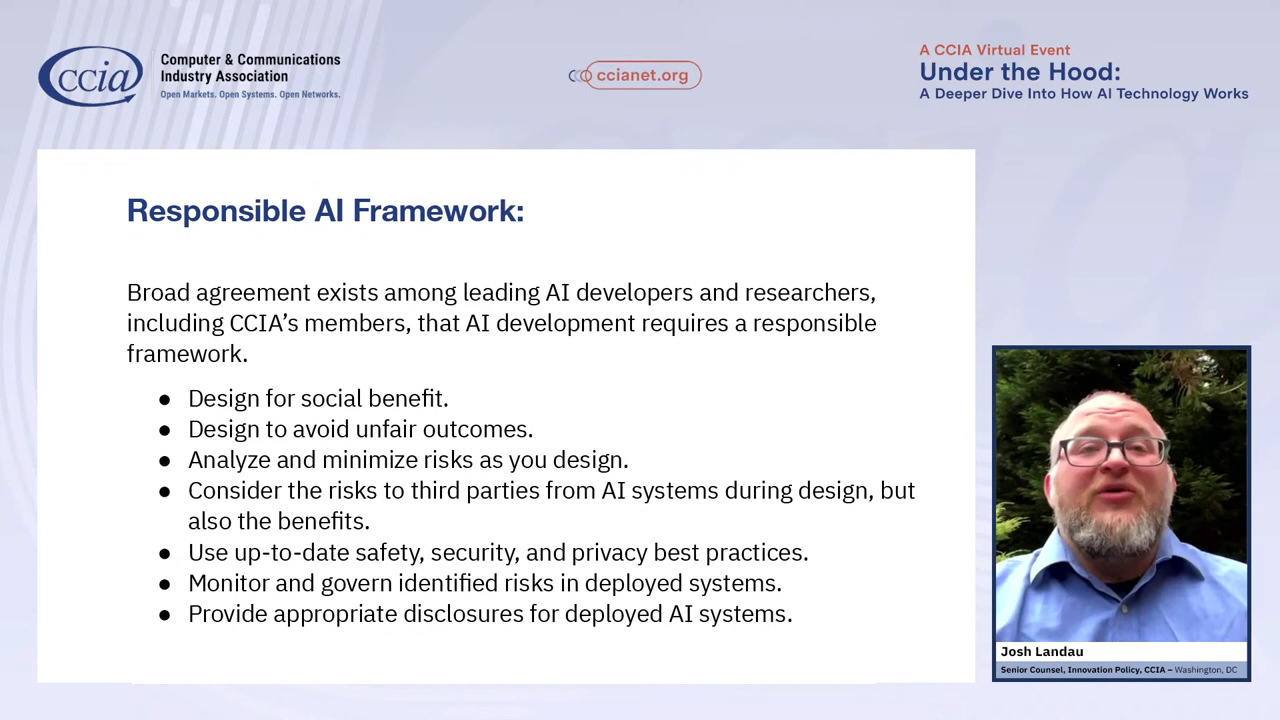 ccia
Computer & Communications
Industry Association
Open Markets. Open Systems. Open Networks.
ccianet.org
A CCIA Virtual Event
Under the Hood:
A Deeper Dive Into How AI Technology Works
Responsible AI Framework:
Broad agreement exists among leading AI developers and researchers,
including CCIA’s members, that AI development requires a responsible
framework.
● Design for social benefit.
● Design to avoid unfair outcomes.
● Analyze and minimize risks as you design.
● Consider the risks to third parties from AI systems during design, but
also the benefits.
● Use up-to-date safety, security, and privacy best practices.
● Monitor and govern identified risks in deployed systems.
● Provide appropriate disclosures for deployed AI systems.
Josh Landau
Senior Counsel, Innovation Policy, CCIA – Washington, DC